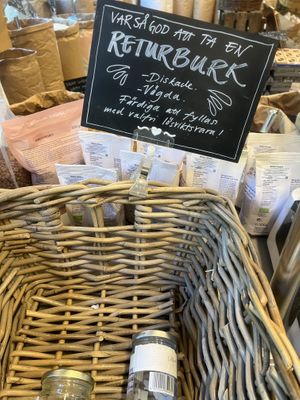 VARSÅGOD ATT TA EN
RETURBURK
- Diskade.
- Vägda.
Färdiga att fyllas
med valfri lösviktsvara!